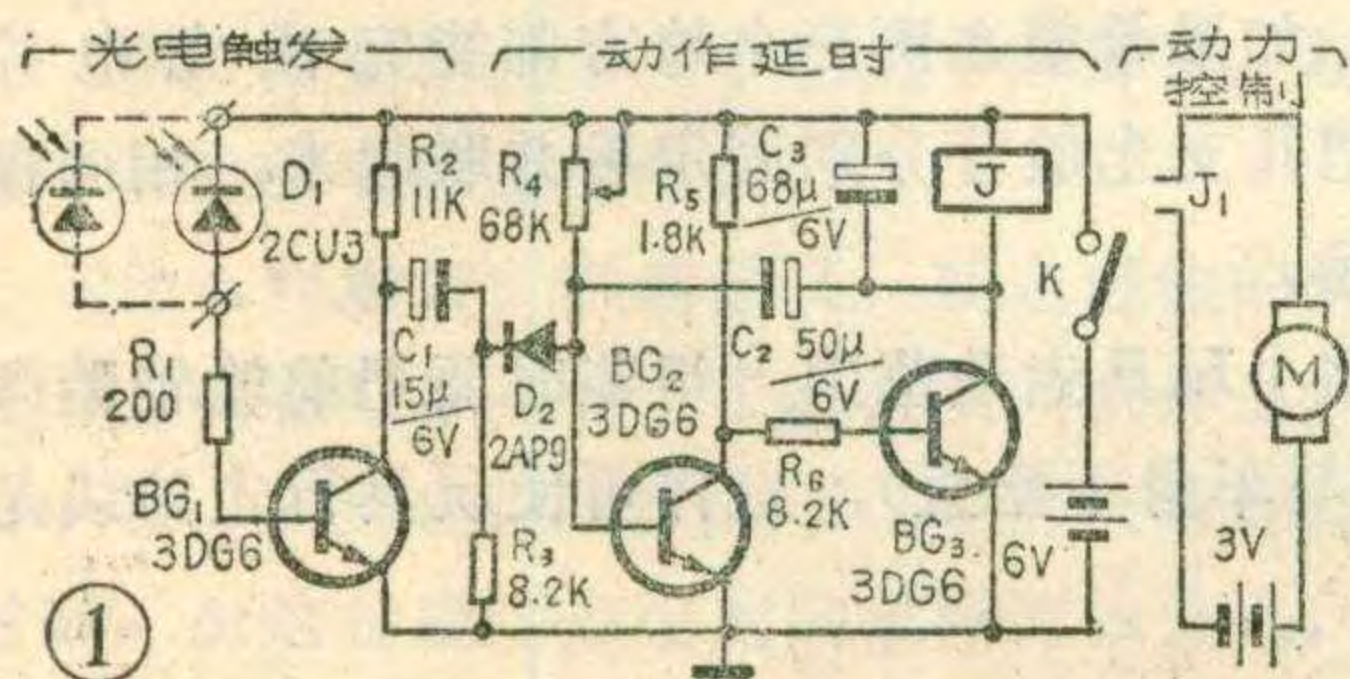 光电触发
动作延时
动力
控制
D₁
2CU3
R₂
11K
R₄
68K
R₅
1.8K
C₃
68μ
6V
J
K
J₁
R₁
200
C₁
15μ
6V
D₂
2AP9
BG₂
3DG6
C₂
50μ
6V
M
BG₁
3DG6
R₃
8.2K
R₆
8.2K
BG₃
3DG6
6V
3V
①